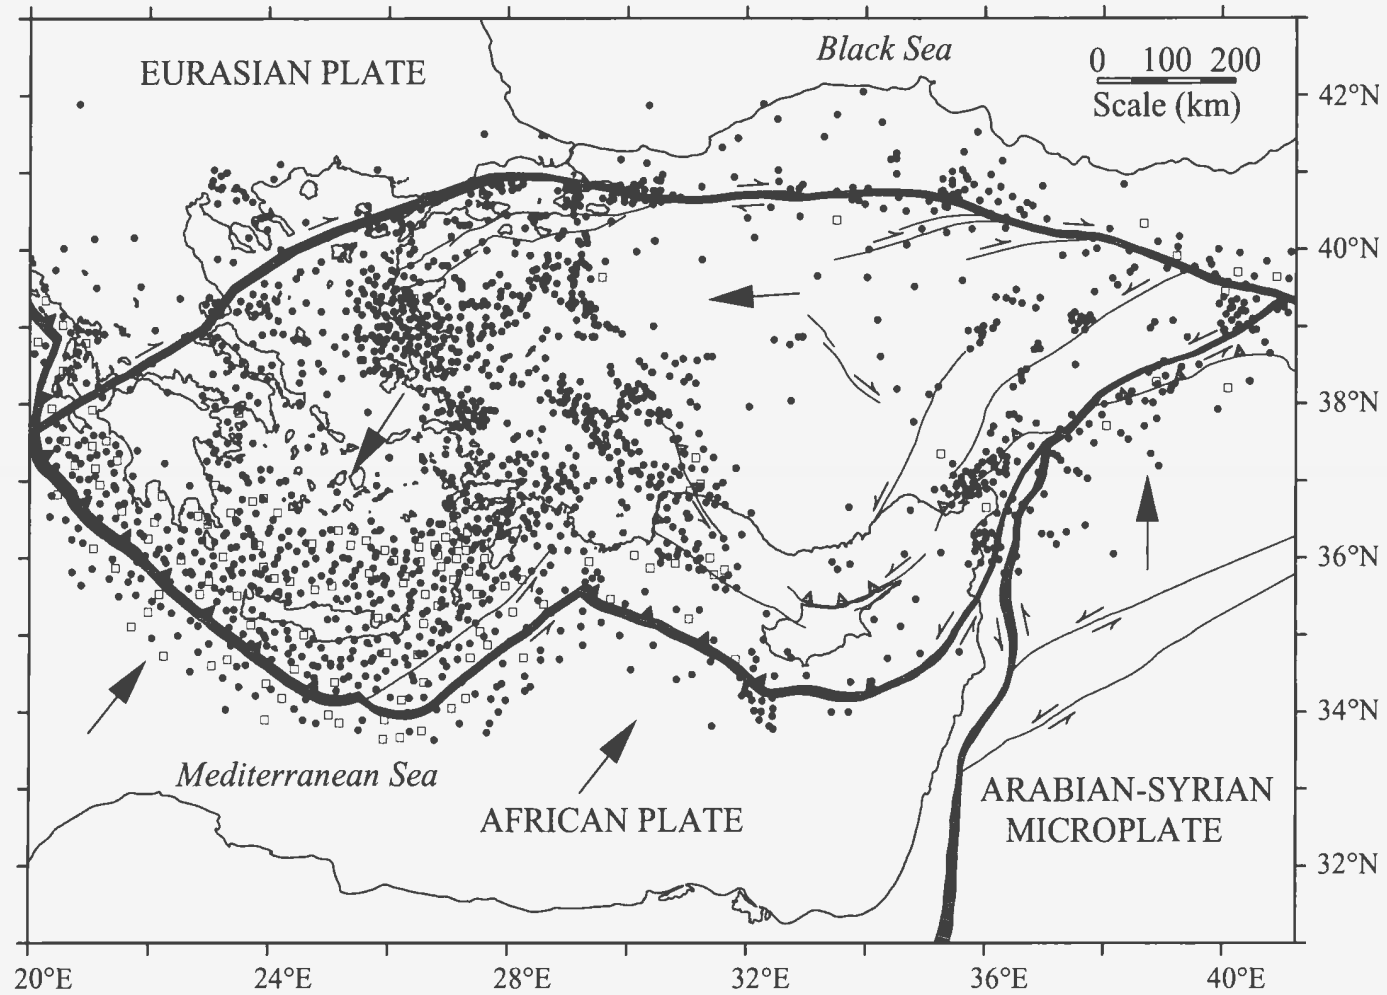 Black Sea
EURASIAN PLATE
0 100 200
Scale (km)
42°N
40°N
38°N
36°N
34°N
Mediterranean Sea
AFRICAN PLATE
ARABIAN-SYRIAN
MICROPLATE
32°N
20°E 24°E 28°E 32°E 36°E 40°E